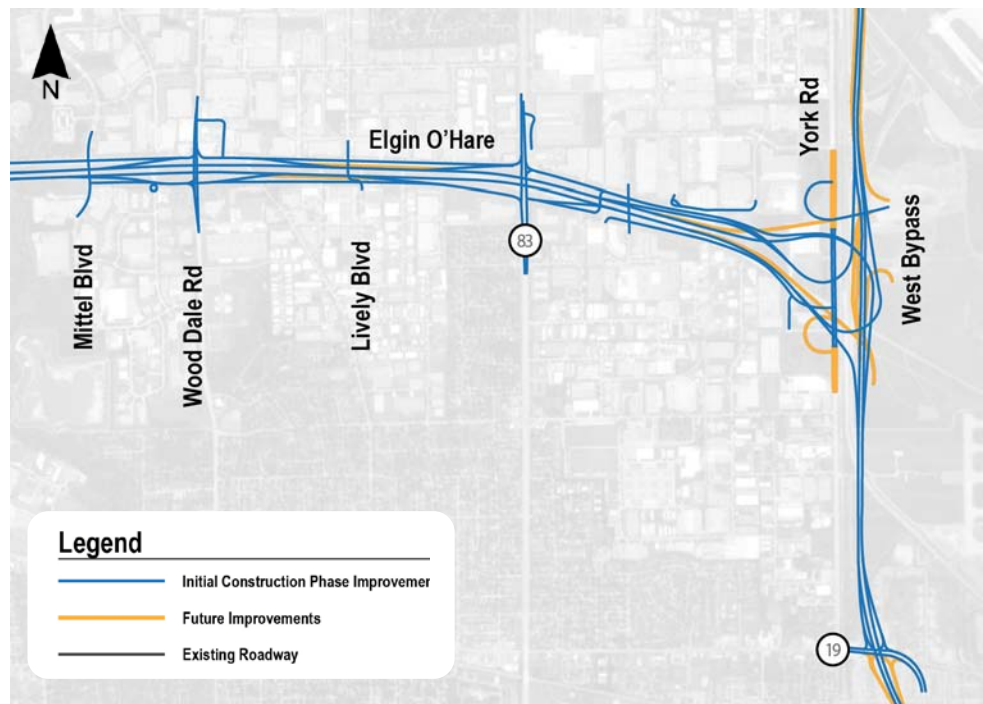 N
Elgin O'Hare
York Rd
83
Mittel Blvd
Wood Dale Rd
Lively Blvd
West Bypass
19
Legend
Initial Construction Phase Improvemer
Future Improvements
Existing Roadway